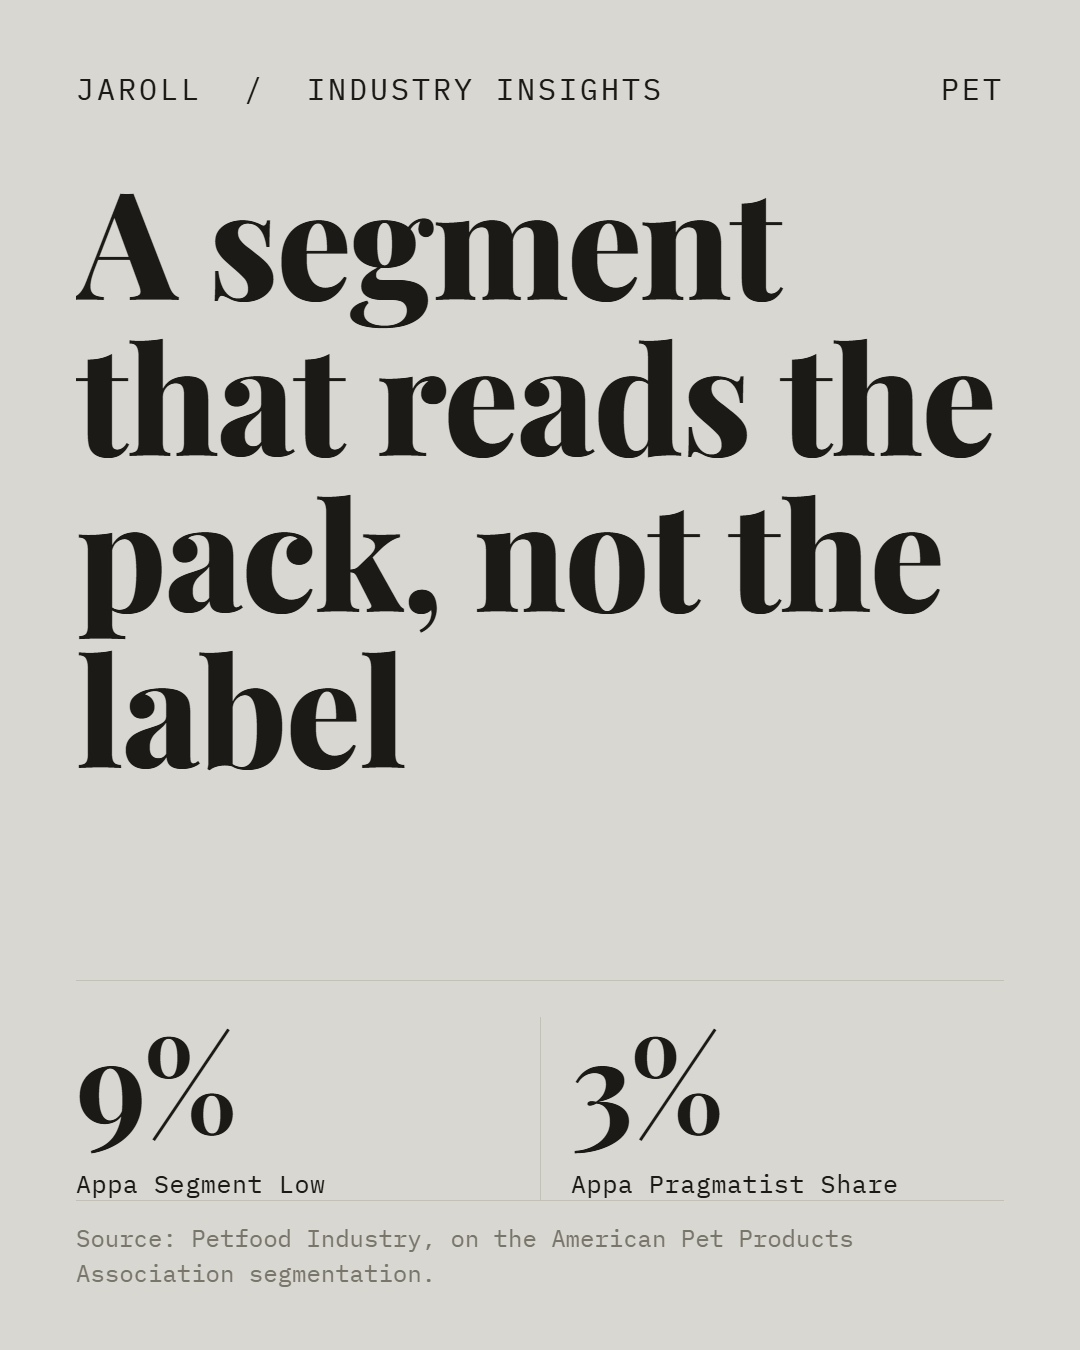 JAROLL / INDUSTRY INSIGHTS PET
A segment
that reads the
pack, not the
label
9% 3%
Appa Segment Low Appa Pragmatist Share
Source: Petfood Industry, on the American Pet Products
Association segmentation.